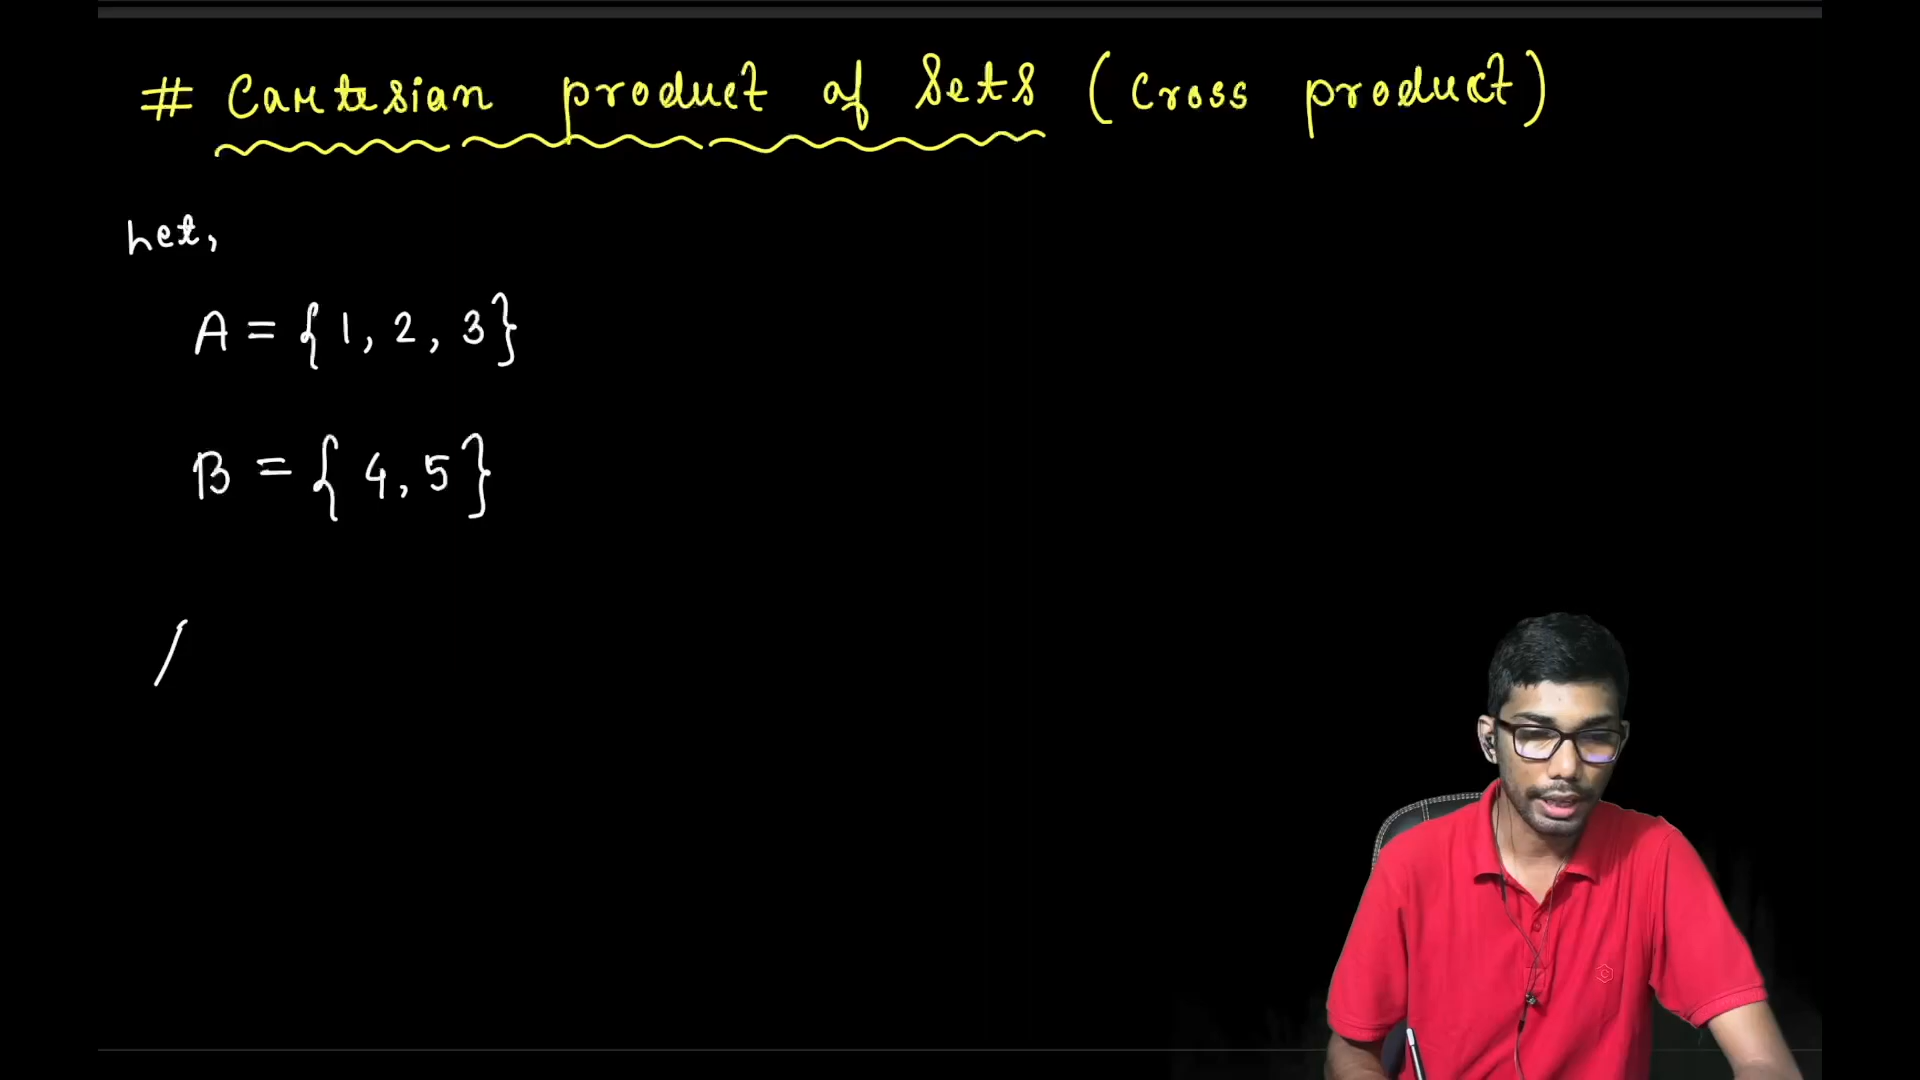 # Cartesian product of Sets (Cross product)
Let,
A = {1, 2, 3}
B = {4, 5}
/